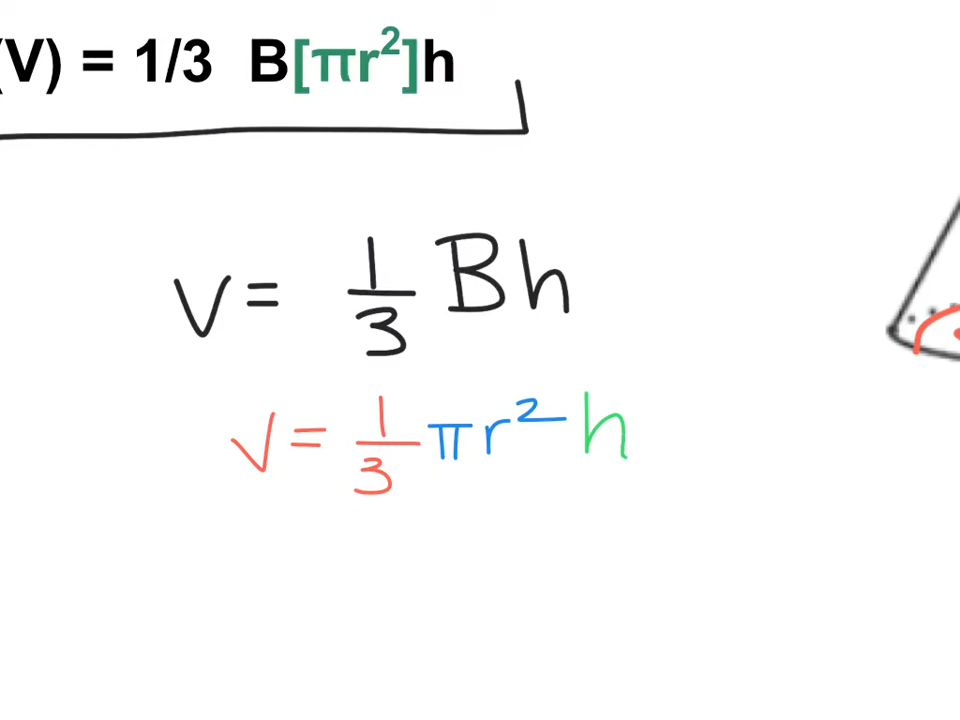 (V) = 1/3 B[πr²]h
V = 1/3 Bh
V = 1/3 πr² h